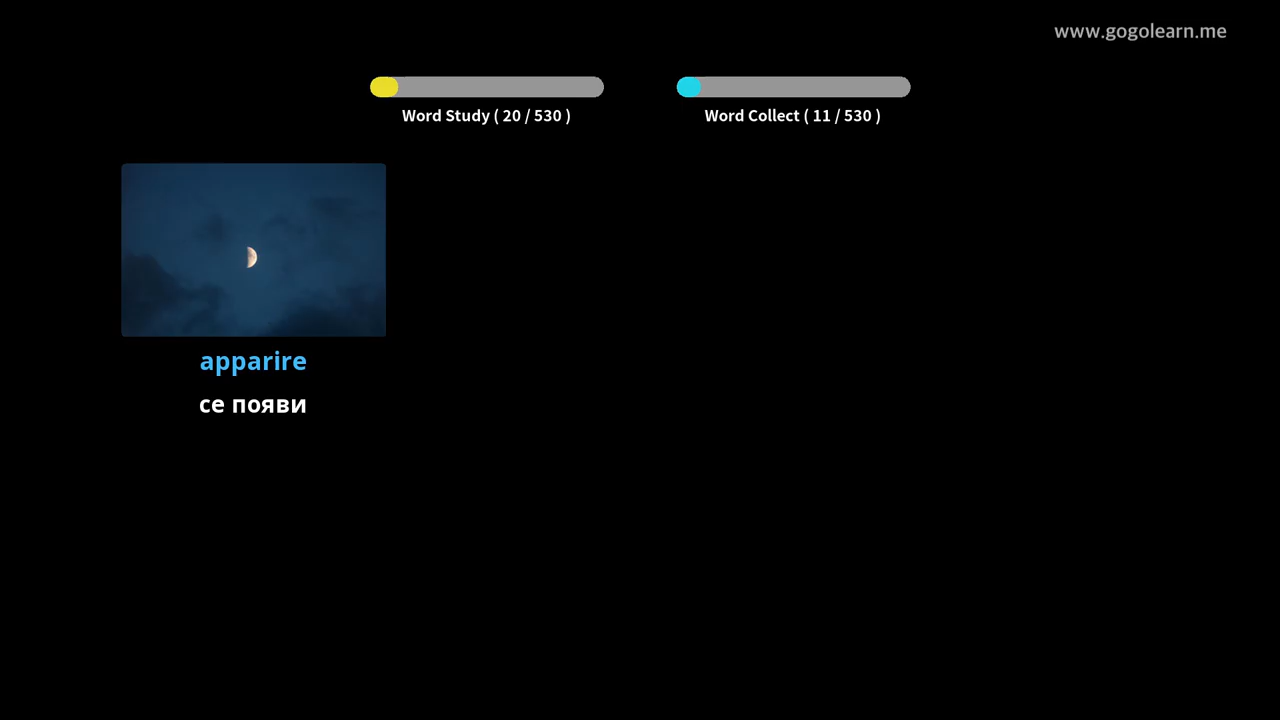 www.gogolearn.me
Word Study ( 20 / 530 )
Word Collect ( 11 / 530 )
apparire
се появи